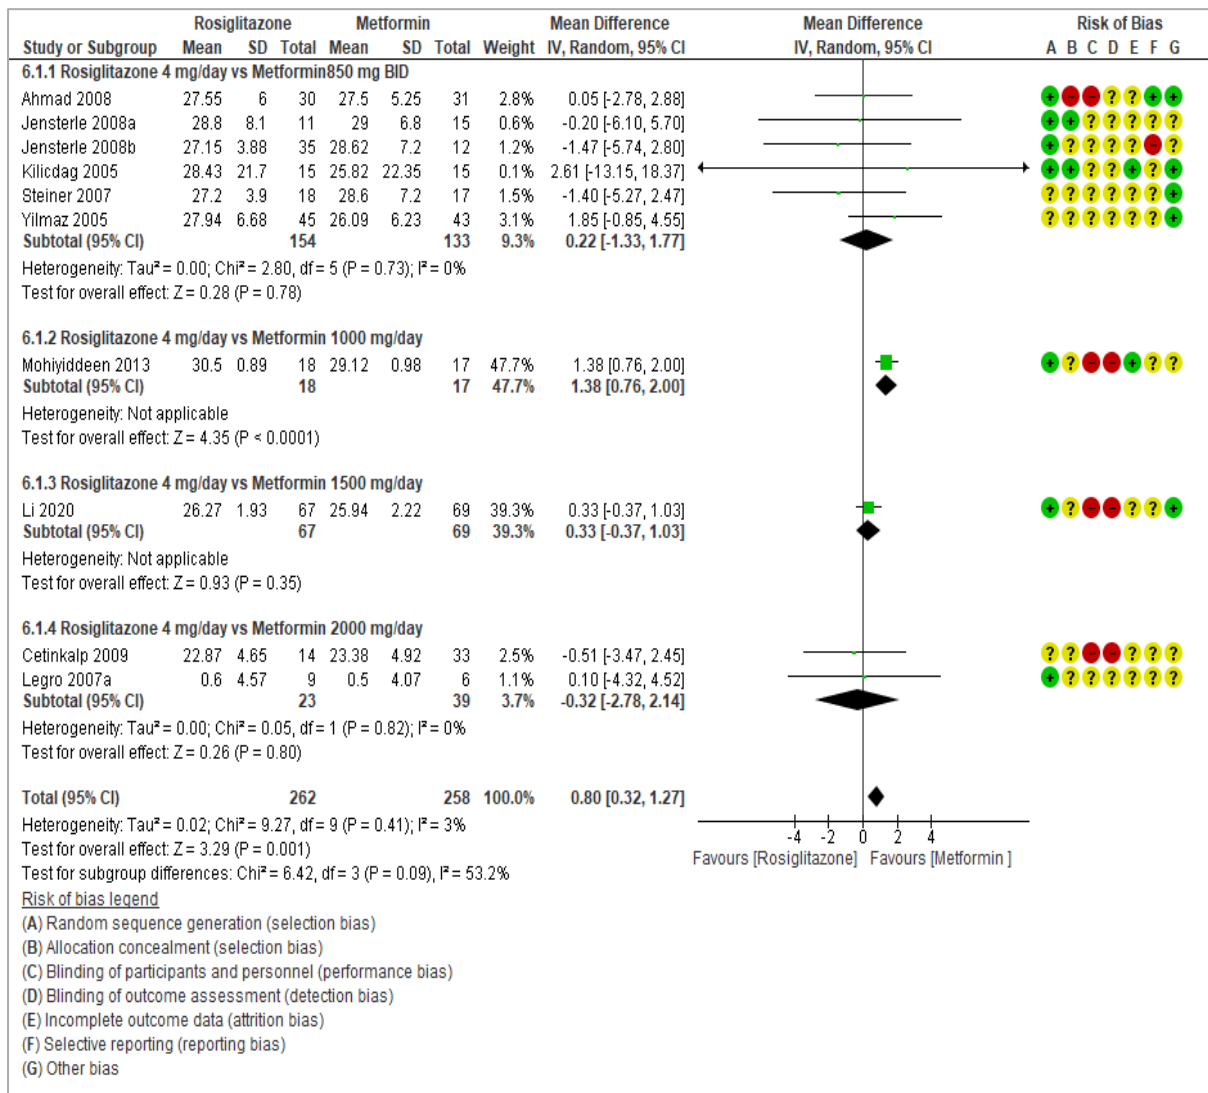 Rosiglitazone Metformin Mean Difference Mean Difference Risk of Bias
Study or Subgroup Mean SD Total Mean SD Total Weight IV, Random, 95% CI IV, Random, 95% CI A B C D E F G
6.1.1 Rosiglitazone 4 mg/day vs Metformin850 mg BID
Ahmad 2008 27.55 6 30 27.5 5.25 31 2.8% 0.05 [-2.78, 2.88] + - - ? ? + +
Jensterle 2008a 28.8 8.1 11 29 6.8 15 0.6% -0.20 [-6.10, 5.70] + + ? ? ? ? ?
Jensterle 2008b 27.15 3.88 35 28.62 7.2 12 1.2% -1.47 [-5.74, 2.80] + ? ? ? ? - ?
Kilicdag 2005 28.43 21.7 15 25.82 22.35 15 0.1% 2.61 [-13.15, 18.37] + + ? ? + ? +
Steiner 2007 27.2 3.9 18 28.6 7.2 17 1.5% -1.40 [-5.27, 2.47] ? ? ? ? ? ? +
Yilmaz 2005 27.94 6.68 45 26.09 6.23 43 3.1% 1.85 [-0.85, 4.55] ? ? ? ? ? ? +
Subtotal (95% CI) 154 133 9.3% 0.22 [-1.33, 1.77]
Heterogeneity: Tau² = 0.00; Chi² = 2.80, df = 5 (P = 0.73); I² = 0%
Test for overall effect: Z = 0.28 (P = 0.78)
6.1.2 Rosiglitazone 4 mg/day vs Metformin 1000 mg/day
Mohiyiddeen 2013 30.5 0.89 18 29.12 0.98 17 47.7% 1.38 [0.76, 2.00] + ? - - + ? ?
Subtotal (95% CI) 18 17 47.7% 1.38 [0.76, 2.00]
Heterogeneity: Not applicable
Test for overall effect: Z = 4.35 (P < 0.0001)
6.1.3 Rosiglitazone 4 mg/day vs Metformin 1500 mg/day
Li 2020 26.27 1.93 67 25.94 2.22 69 39.3% 0.33 [-0.37, 1.03] + ? - - ? ? +
Subtotal (95% CI) 67 69 39.3% 0.33 [-0.37, 1.03]
Heterogeneity: Not applicable
Test for overall effect: Z = 0.93 (P = 0.35)
6.1.4 Rosiglitazone 4 mg/day vs Metformin 2000 mg/day
Cetinkalp 2009 22.87 4.65 14 23.38 4.92 33 2.5% -0.51 [-3.47, 2.45] ? ? - - ? ? ?
Legro 2007a 0.6 4.57 9 0.5 4.07 6 1.1% 0.10 [-4.32, 4.52] + ? ? ? ? ? ?
Subtotal (95% CI) 23 39 3.7% -0.32 [-2.78, 2.14]
Heterogeneity: Tau² = 0.00; Chi² = 0.05, df = 1 (P = 0.82); I² = 0%
Test for overall effect: Z = 0.26 (P = 0.80)
Total (95% CI) 262 258 100.0% 0.80 [0.32, 1.27]
Heterogeneity: Tau² = 0.02; Chi² = 9.27, df = 9 (P = 0.41); I² = 3%
-4 -2 0 2 4
Test for overall effect: Z = 3.29 (P = 0.001)
Favours [Rosiglitazone] Favours [Metformin ]
Test for subgroup differences: Chi² = 6.42, df = 3 (P = 0.09), I² = 53.2%
Risk of bias legend
(A) Random sequence generation (selection bias)
(B) Allocation concealment (selection bias)
(C) Blinding of participants and personnel (performance bias)
(D) Blinding of outcome assessment (detection bias)
(E) Incomplete outcome data (attrition bias)
(F) Selective reporting (reporting bias)
(G) Other bias